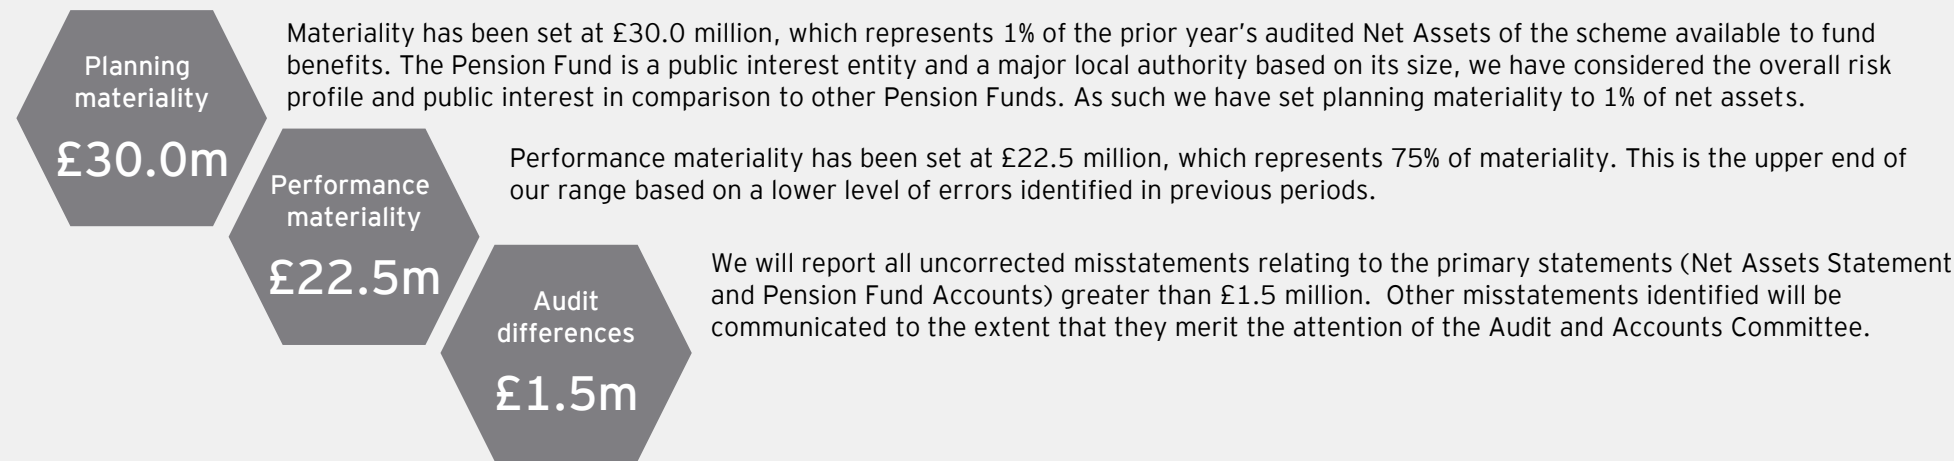 Planning
materiality
£30.0m
Materiality has been set at £30.0 million, which represents 1% of the prior year's audited Net Assets of the scheme available to fund
benefits. The Pension Fund is a public interest entity and a major local authority based on its size, we have considered the overall risk
profile and public interest in comparison to other Pension Funds. As such we have set planning materiality to 1% of net assets.
Performance
materiality
£22.5m
Performance materiality has been set at £22.5 million, which represents 75% of materiality. This is the upper end of
our range based on a lower level of errors identified in previous periods.
Audit
differences
£1.5m
We will report all uncorrected misstatements relating to the primary statements (Net Assets Statement
and Pension Fund Accounts) greater than £1.5 million.  Other misstatements identified will be
communicated to the extent that they merit the attention of the Audit and Accounts Committee.